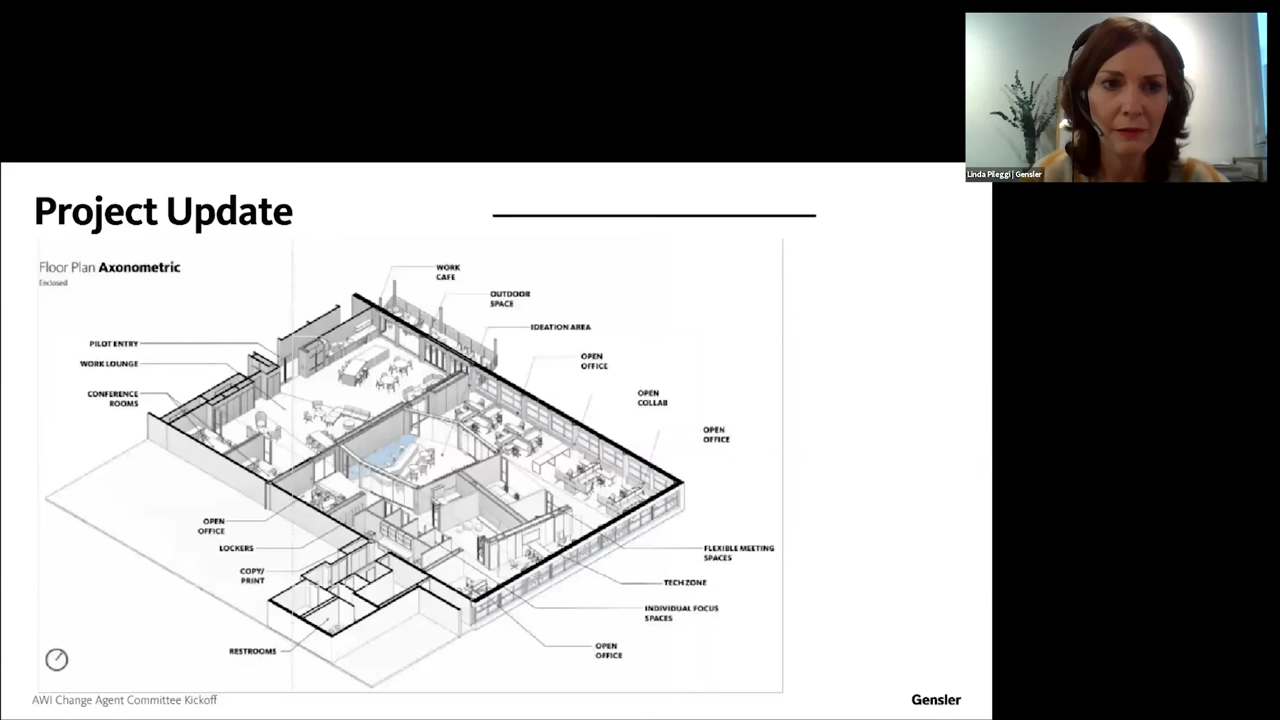 Linda Pileggi | Gensler
Project Update
Floor Plan Axonometric
Enclosed
WORK
CAFE
OUTDOOR
SPACE
IDEATION AREA
PILOT ENTRY
OPEN
OFFICE
WORK LOUNGE
CONFERENCE
ROOMS
OPEN
COLLAB
OPEN
OFFICE
OPEN
OFFICE
LOCKERS
FLEXIBLE MEETING
SPACES
COPY/
PRINT
TECH ZONE
INDIVIDUAL FOCUS
SPACES
RESTROOMS
OPEN
OFFICE
AWI Change Agent Committee Kickoff
Gensler